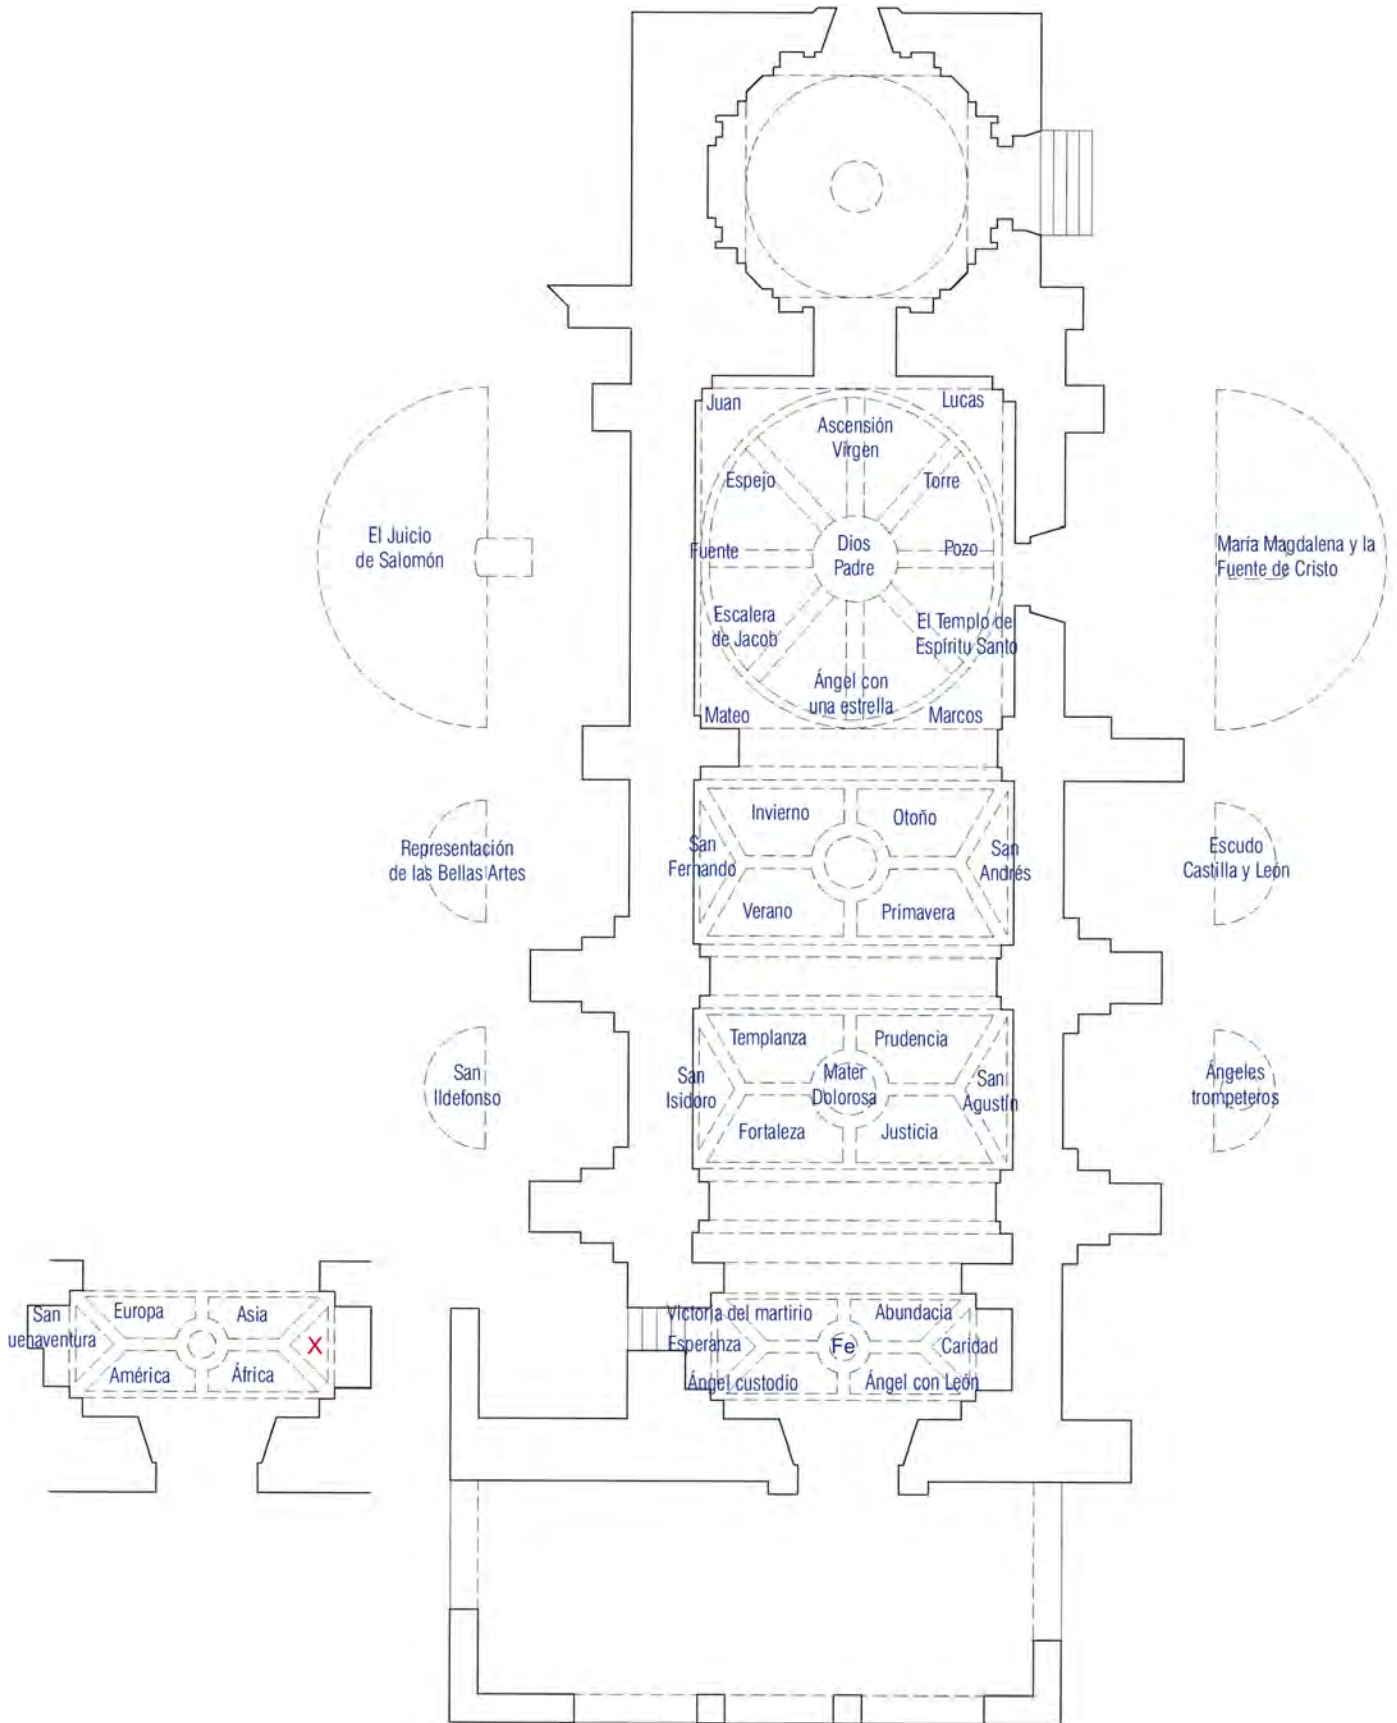 Juan
Lucas
Ascensión
Virgen
Espejo
Torre
El Juicio
de Salomón
Fuente
Dios
Padre
Pozo
María Magdalena y la
Fuente de Cristo
Escalera
de Jacob
El Templo de
Espíritu Santo
Ángel con
una estrella
Mateo
Marcos
Invierno
Otoño
Representación
de las Bellas Artes
San
Fernando
San
Andrés
Escudo
Castilla y León
Verano
Primavera
Templanza
Prudencia
San
Ildefonso
San
Isidoro
Mater
Dolorosa
San
Agustín
Ángeles
trompeteros
Fortaleza
Justicia
San
uenaventura
Europa
Asia
X
América
África
Victoria del martirio
Abundacia
Esperanza
Fe
Caridad
Ángel custodio
Ángel con León